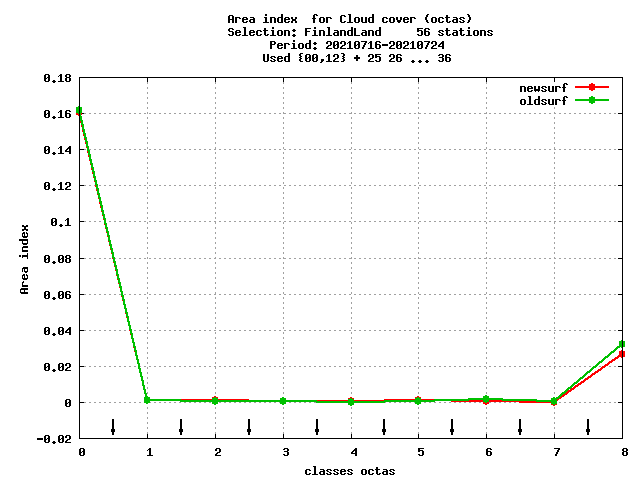 Area index  for Cloud cover (octas)
Selection: FinlandLand     56 stations
Period: 20210716-20210724
Used {00,12} + 25 26 ... 36
newsurf
oldsurf
0.18
0.16
0.14
0.12
0.1
0.08
0.06
0.04
0.02
0
-0.02
Area index
0 1 2 3 4 5 6 7 8
classes octas